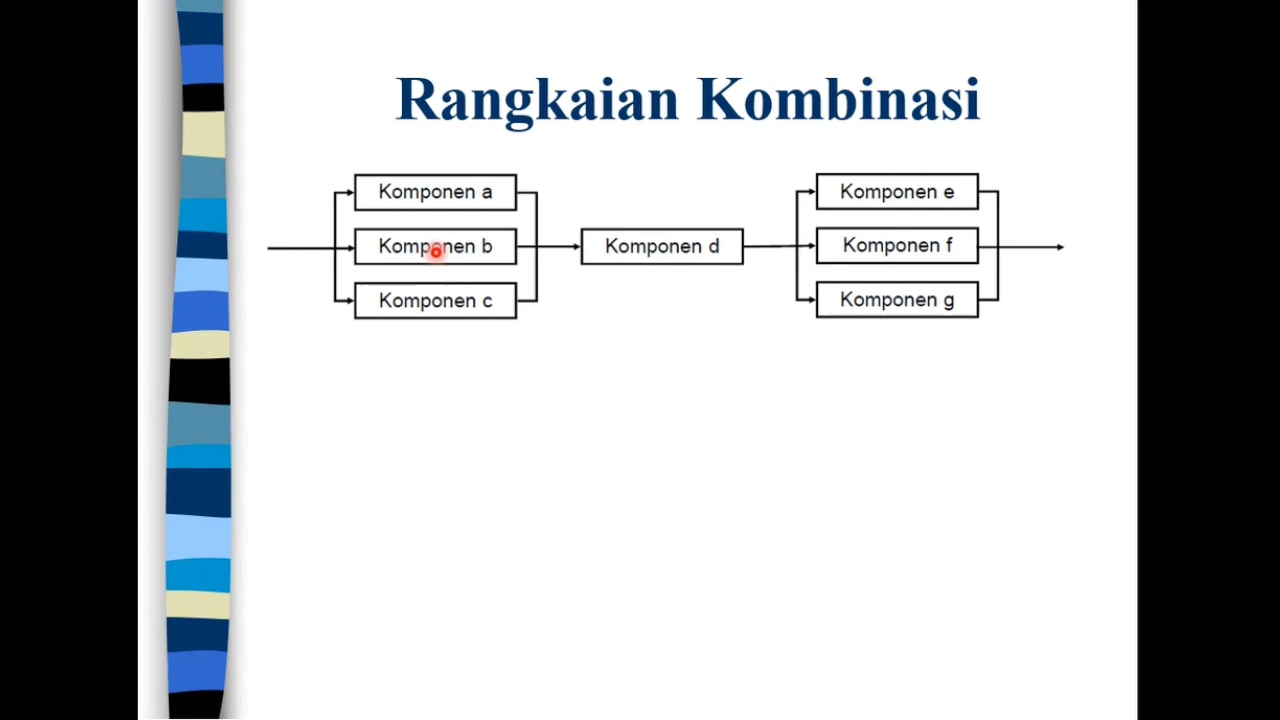 Rangkaian Kombinasi
Komponen a
Komponen b
Komponen c
Komponen d
Komponen e
Komponen f
Komponen g